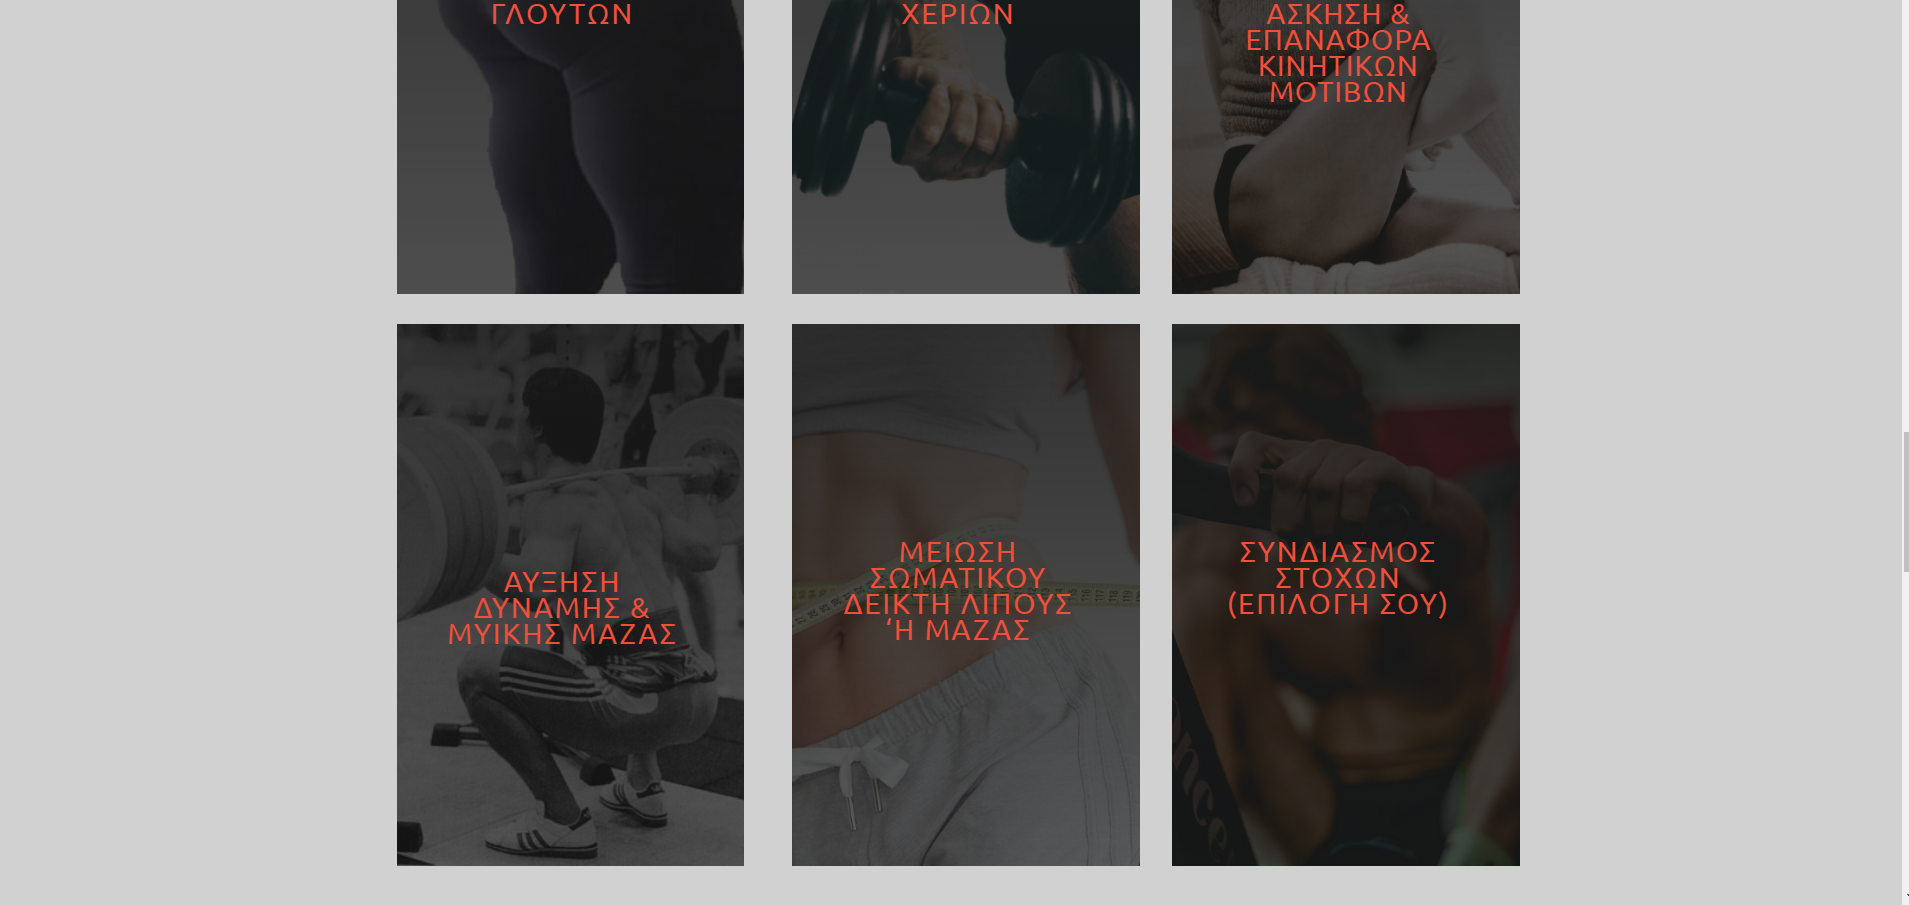 ΓΛΟΥΤΩΝ
ΧΕΡΙΩΝ
ΑΣΚΗΣΗ &
ΕΠΑΝΑΦΟΡΑ
ΚΙΝΗΤΙΚΩΝ
ΜΟΤΙΒΩΝ
ΑΥΞΗΣΗ
ΔΥΝΑΜΗΣ &
ΜΥΙΚΗΣ ΜΑΖΑΣ
ΜΕΙΩΣΗ
ΣΩΜΑΤΙΚΟΥ
ΔΕΙΚΤΗ ΛΙΠΟΥΣ
‘Η ΜΑΖΑΣ
ΣΥΝΔΙΑΣΜΟΣ
ΣΤΟΧΩΝ
(ΕΠΙΛΟΓΗ ΣΟΥ)